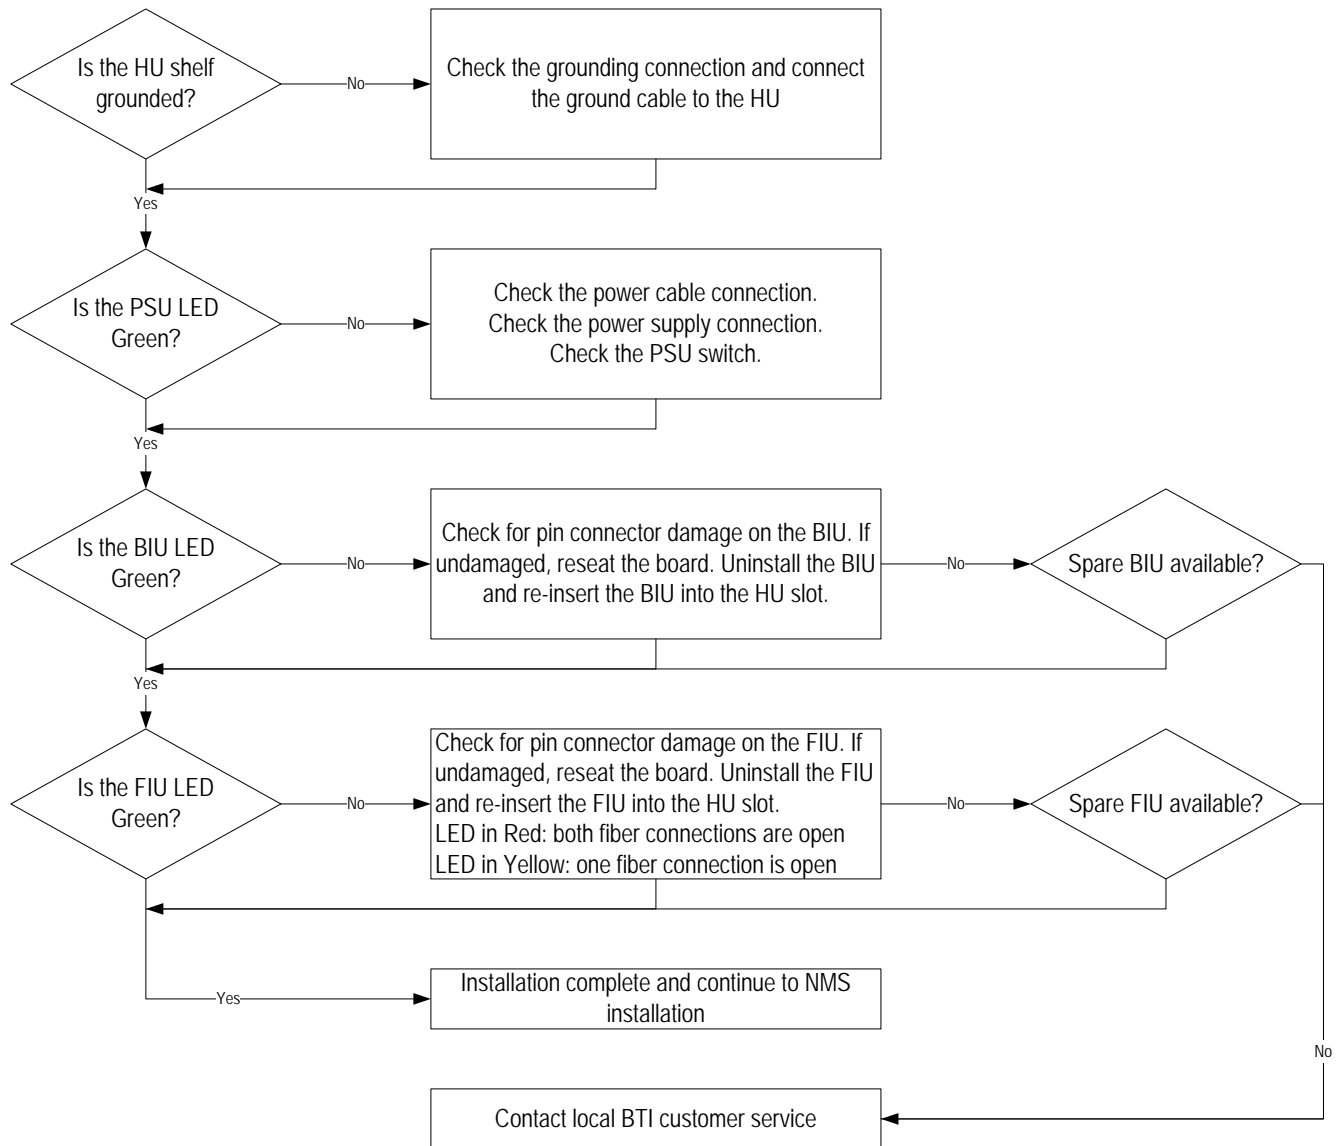 Is the HU shelf
grounded?
No
Check the grounding connection and connect
the ground cable to the HU
Yes
Is the PSU LED
Green?
No
Check the power cable connection.
Check the power supply connection.
Check the PSU switch.
Yes
Is the BIU LED
Green?
No
Check for pin connector damage on the BIU. If
undamaged, reseat the board. Uninstall the BIU
and re-insert the BIU into the HU slot.
No
Spare BIU available?
Yes
Is the FIU LED
Green?
No
Check for pin connector damage on the FIU. If
undamaged, reseat the board. Uninstall the FIU
and re-insert the FIU into the HU slot.
LED in Red: both fiber connections are open
LED in Yellow: one fiber connection is open
No
Spare FIU available?
Yes
Installation complete and continue to NMS
installation
No
Contact local BTI customer service